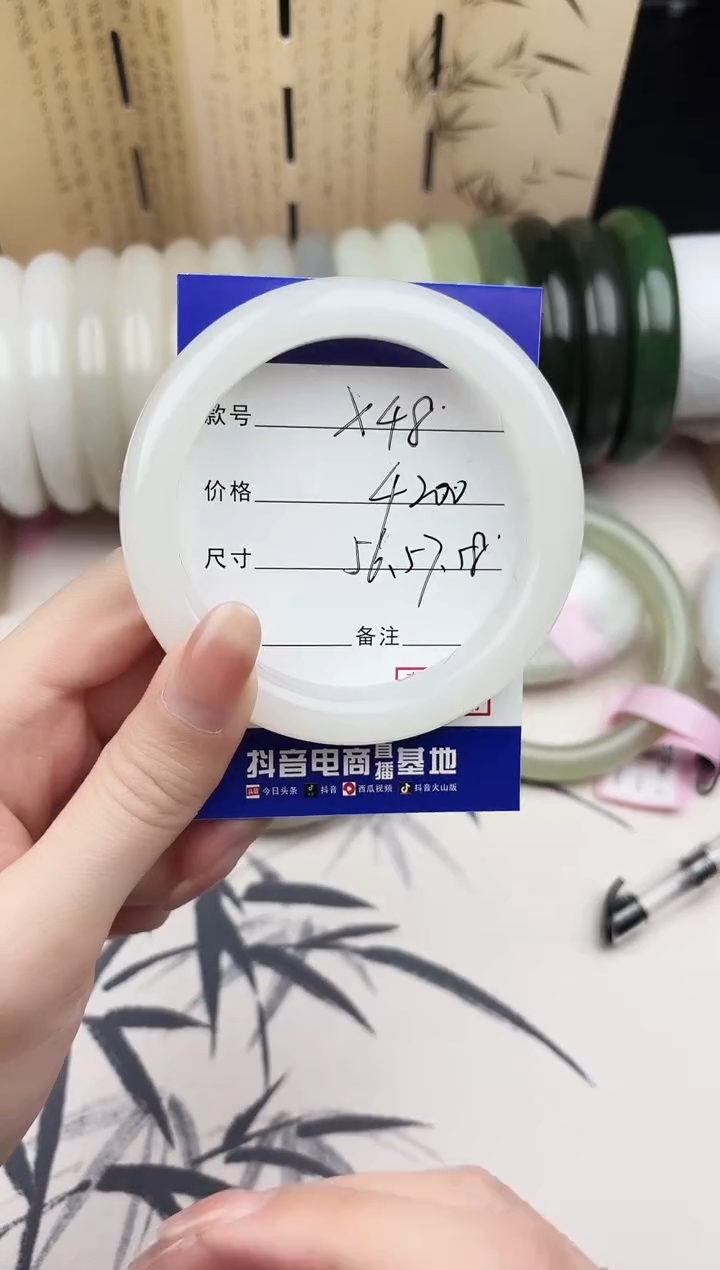 款号 X48
价格 4200
尺寸 56.57.58
备注
抖音电商直播基地
今日头条 抖音 西瓜视频 抖音火山版